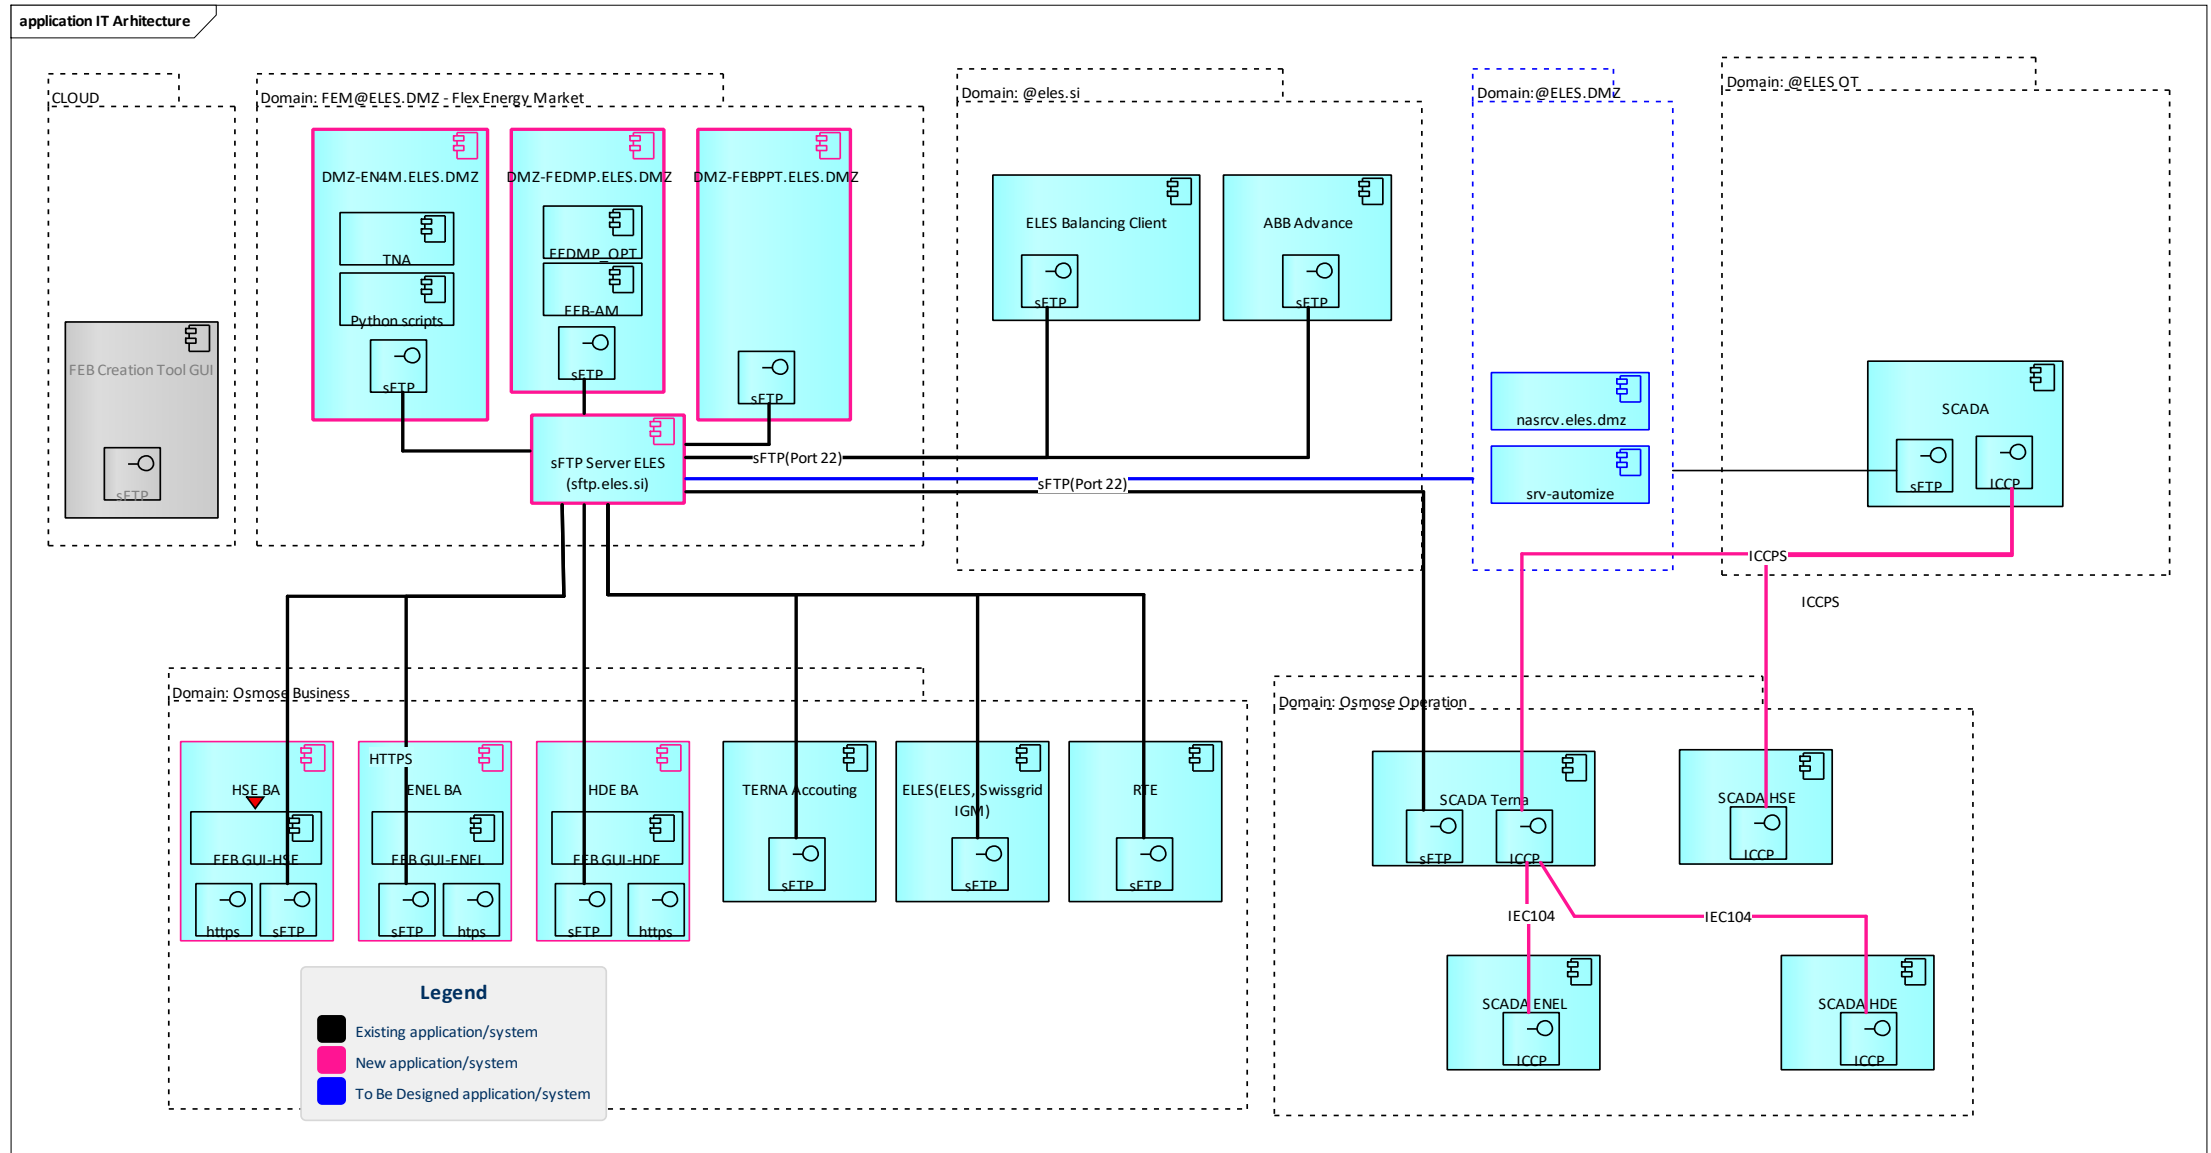 application IT Arhitecture
CLOUD
FEB Creation Tool GUI
sFTP
Domain: FEM@ELES.DMZ - Flex Energy Market
DMZ-EN4M.ELES.DMZ
TNA
Python scripts
sFTP
DMZ-FEDMP.ELES.DMZ
FEDMP_OPT
FEB-AM
sFTP
DMZ-FEBPPT.ELES.DMZ
sFTP
sFTP Server ELES
(sftp.eles.si)
sFTP(Port 22)
sFTP(Port 22)
Domain: @eles.si
ELES Balancing Client
sFTP
ABB Advance
sFTP
Domain:@ELES.DMZ
nasrcv.eles.dmz
srv-automize
Domain: @ELES OT
SCADA
sFTP
ICCP
ICCPS
ICCPS
Domain: Osmose Business
HSE BA
FEB GUI-HSE
https
sFTP
HTTPS
ENEL BA
FEB GUI-ENEL
sFTP
htps
HDE BA
FEB GUI-HDE
sFTP
https
TERNA Accouting
sFTP
ELES(ELES, Swissgrid
IGM)
sFTP
RTE
sFTP
Domain: Osmose Operation
SCADA Terna
sFTP
ICCP
SCADA HSE
ICCP
IEC104
IEC104
SCADA ENEL
ICCP
SCADA HDE
ICCP
Legend
Existing application/system
New application/system
To Be Designed application/system